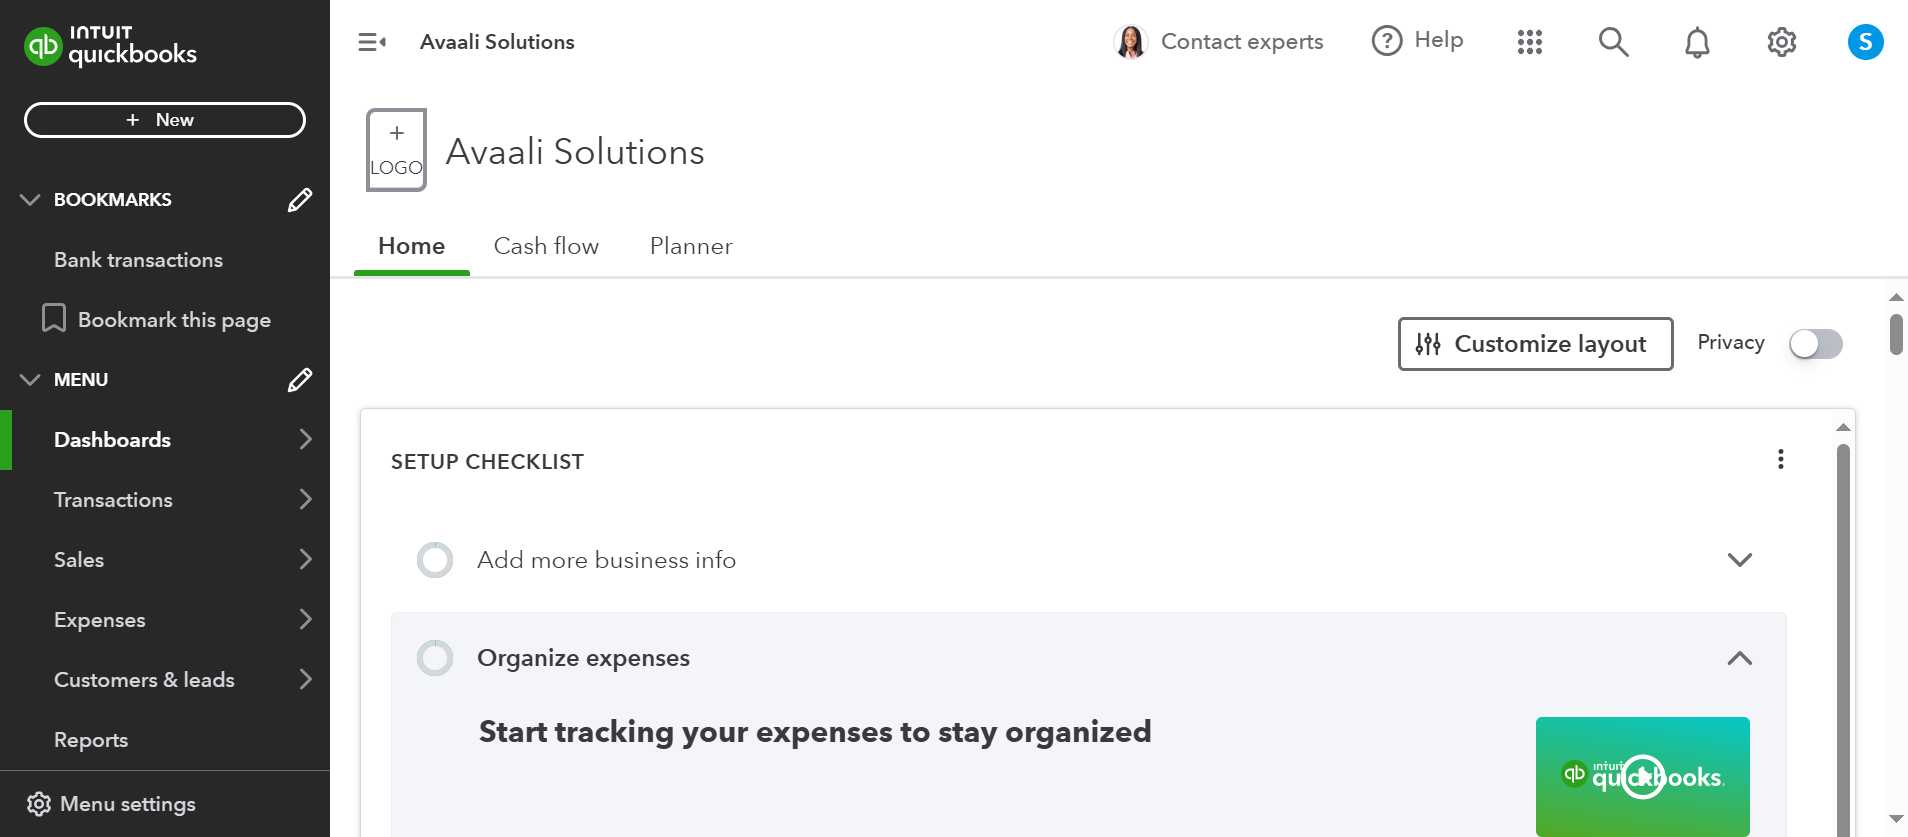 INTUIT
quickbooks
+ New
BOOKMARKS
Bank transactions
Bookmark this page
MENU
Dashboards
Transactions
Sales
Expenses
Customers & leads
Reports
Menu settings
Avaali Solutions
Contact experts
? Help
S
+
LOGO
Avaali Solutions
Home
Cash flow
Planner
Customize layout
Privacy
SETUP CHECKLIST
Add more business info
Organize expenses
Start tracking your expenses to stay organized
qb INTUIT
quickbooks.